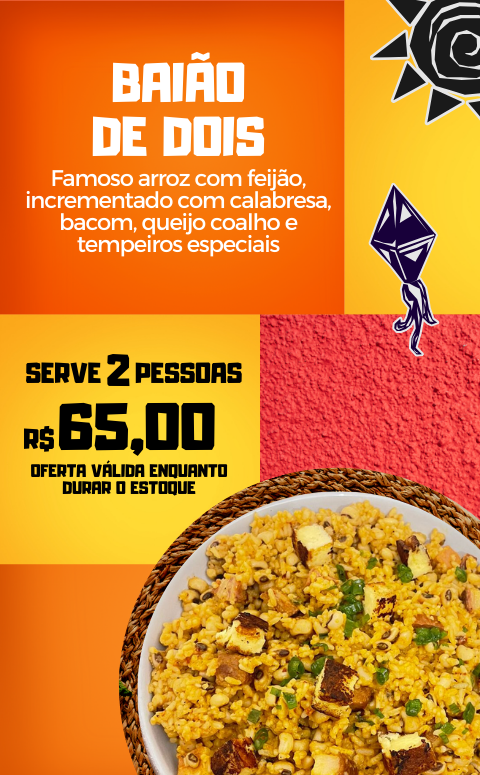 BAIÃO
DE DOIS
Famoso arroz com feijão,
incrementado com calabresa,
bacom, queijo coalho e
tempeiros especiais
SERVE 2 PESSOAS
R$ 65,00
OFERTA VÁLIDA ENQUANTO
DURAR O ESTOQUE